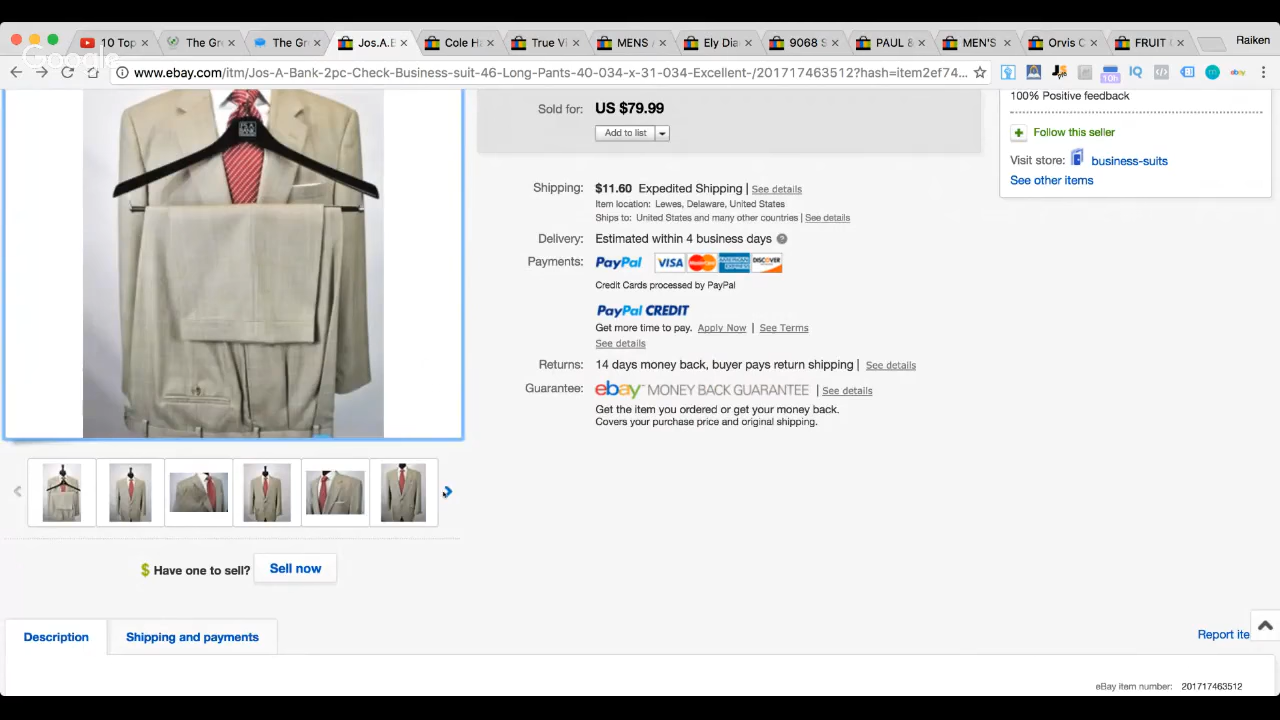 10 Top
The Gr
The Gr
Jos.A.B
Cole H
True Vi
MENS /
Ely Dia
9068 S
PAUL &
MEN'S
Orvis C
FRUIT
Raiken
Google
www.ebay.com/itm/Jos-A-Bank-2pc-Check-Business-suit-46-Long-Pants-40-034-x-31-034-Excellent-/201717463512?hash=item2ef74...
10h
ebay
100% Positive feedback
Sold for: US $79.99
Add to list
Follow this seller
Visit store: business-suits
See other items
Shipping: $11.60 Expedited Shipping | See details
Item location: Lewes, Delaware, United States
Ships to: United States and many other countries | See details
Delivery: Estimated within 4 business days
Payments: PayPal VISA MasterCard AMERICAN EXPRESS DISCOVER
Credit Cards processed by PayPal
PayPal CREDIT
Get more time to pay. Apply Now | See Terms
See details
Returns: 14 days money back, buyer pays return shipping | See details
Guarantee: ebay MONEY BACK GUARANTEE | See details
Get the item you ordered or get your money back.
Covers your purchase price and original shipping.
$ Have one to sell? Sell now
Description
Shipping and payments
Report ite
eBay item number: 201717463512